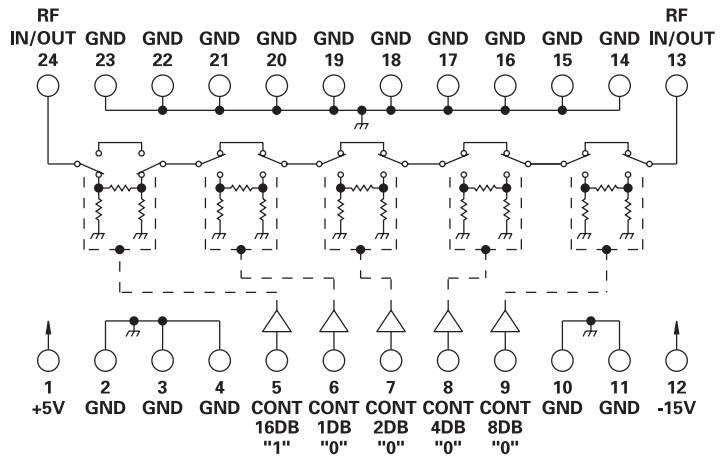 RF RF
IN/OUT GND GND GND GND GND GND GND GND GND GND IN/OUT
24 23 22 21 20 19 18 17 16 15 14 13
1 2 3 4 5 6 7 8 9 10 11 12
+5V GND GND GND CONT CONT CONT CONT CONT GND GND -15V
16DB 1DB 2DB 4DB 8DB
"1" "0" "0" "0" "0"